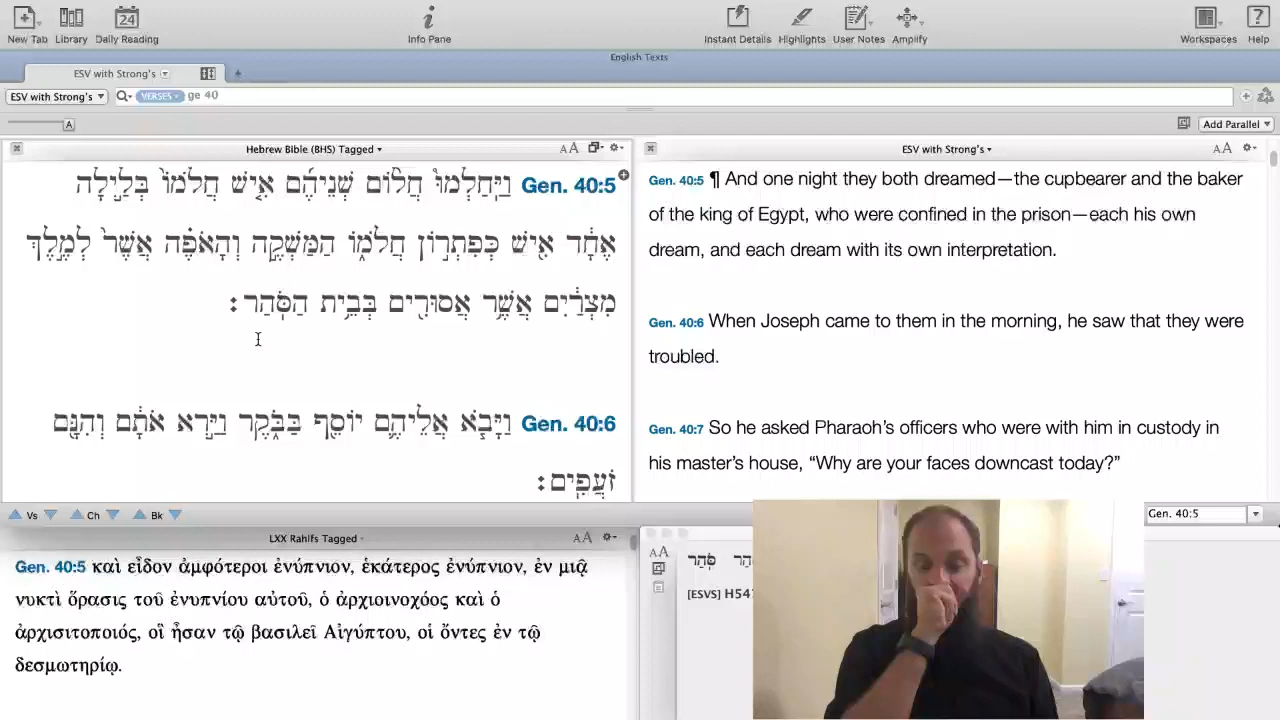 New Tab Library Daily Reading Info Pane Instant Details Highlights User Notes Amplify Workspaces Help
24
English Texts
ESV with Strong's
ESV with Strong's VERSES ge 40
A Add Parallel
Hebrew Bible (BHS) Tagged AA
Gen. 40:5 וַיַּֽחַלְמוּ֩ חֲל֨וֹם שְׁנֵיהֶ֜ם אִ֤ישׁ חֲלֹמוֹ֙ בְּלַ֣יְלָה
אֶחָ֔ד אִ֖ישׁ כְּפִתְר֣וֹן חֲלֹמ֑וֹ הַמַּשְׁקֶ֣ה וְהָאֹפֶ֗ה אֲשֶׁר֙ לְמֶ֣לֶךְ
מִצְרַ֔יִם אֲשֶׁ֥ר אֲסוּרִ֖ים בְּבֵ֥ית הַסֹּֽהַר׃
Gen. 40:6 וַיָּבֹ֧א אֲלֵיהֶ֛ם יוֹסֵ֖ף בַּבֹּ֑קֶר וַיַּ֣רְא אֹתָ֔ם וְהִנָּ֖ם
זֹעֲפִֽים׃
ESV with Strong's AA
Gen. 40:5 ¶ And one night they both dreamed—the cupbearer and the baker
of the king of Egypt, who were confined in the prison—each his own
dream, and each dream with its own interpretation.
Gen. 40:6 When Joseph came to them in the morning, he saw that they were
troubled.
Gen. 40:7 So he asked Pharaoh's officers who were with him in custody in
his master's house, “Why are your faces downcast today?”
Vs Ch Bk
Gen. 40:5
LXX Rahlfs Tagged AA
Gen. 40:5 καὶ εἶδον ἀμφότεροι ἐνύπνιον, ἑκάτερος ἐνύπνιον, ἐν μιᾷ
νυκτὶ ὅρασις τοῦ ἐνυπνίου αὐτοῦ, ὁ ἀρχιοινοχόος καὶ ὁ
ἀρχισιτοποιός, οἳ ἦσαν τῷ βασιλεῖ Αἰγύπτου, οἱ ὄντες ἐν τῷ
δεσμωτηρίῳ.
AA
סֹּהַר
[ESVS]